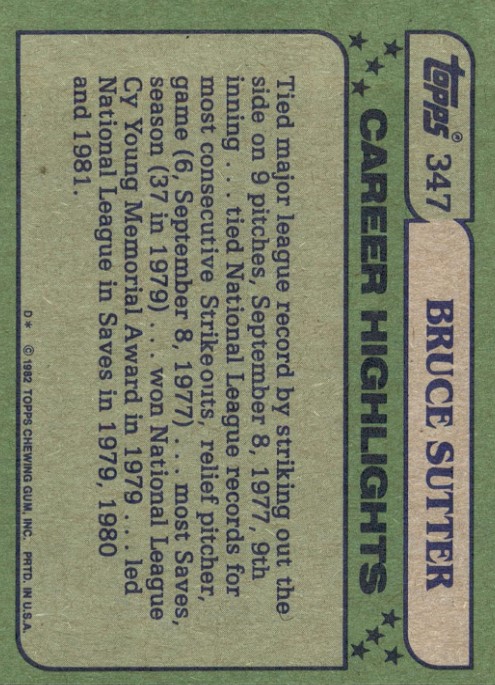 topps® 347 BRUCE SUTTER
CAREER HIGHLIGHTS
Tied major league record by striking out the
side on 9 pitches, September 8, 1977, 9th
inning . . . tied National League records for
most consecutive Strikeouts, relief pitcher,
game (6, September 8, 1977) . . . most Saves,
season (37 in 1979) . . . won National League
Cy Young Memorial Award in 1979 . . . led
National League in Saves in 1979, 1980
and 1981.
D* © 1982 TOPPS CHEWING GUM, INC. PRTD. IN U.S.A.